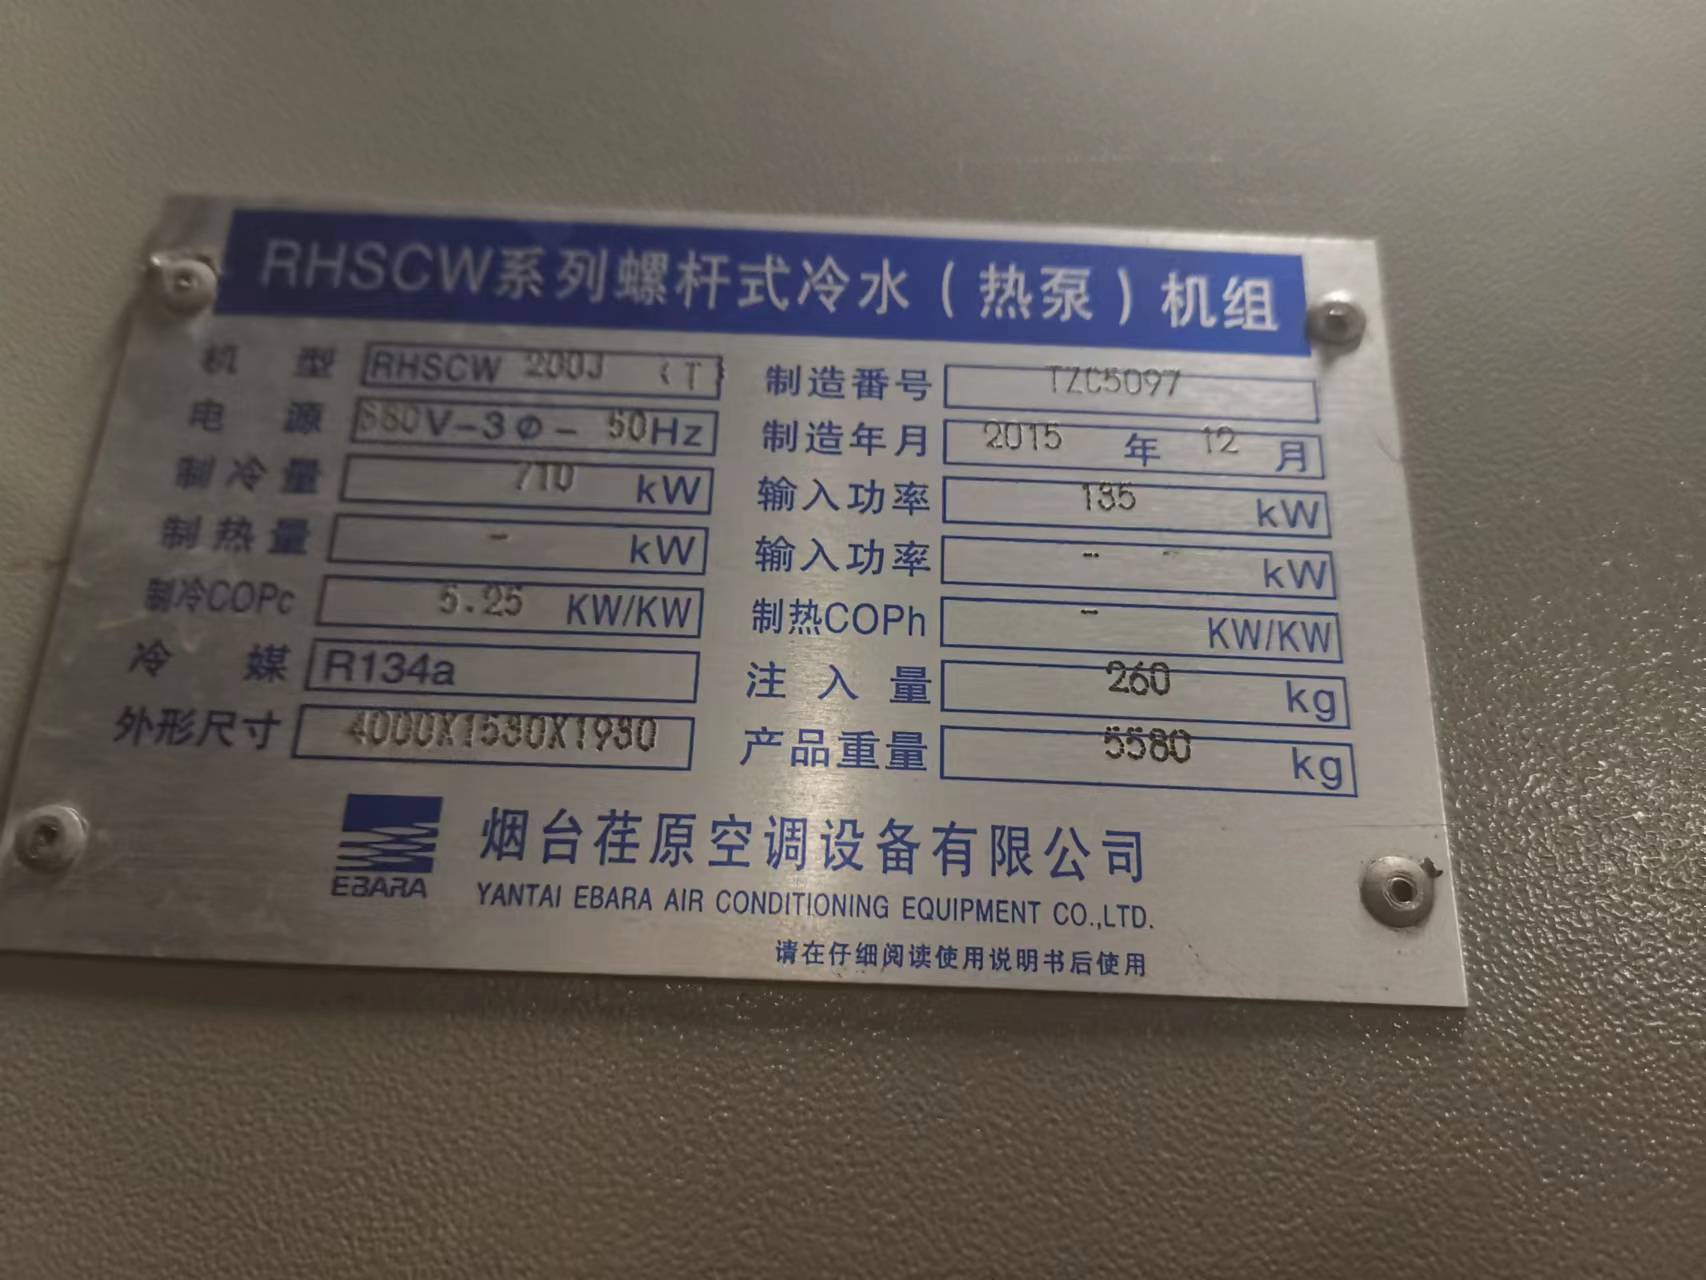 RHSCW系列螺杆式冷水(热泵)机组
机 型 RHSCW 200J (T) 制造番号 TZC5097
电 源 380V-3Φ- 50Hz 制造年月 2015 年 12 月
制冷量 710 kW 输入功率 135 kW
制热量 - kW 输入功率 - kW
制冷COPc 5.25 KW/KW 制热COPh - KW/KW
冷 媒 R134a 注 入 量 260 kg
外形尺寸 产品重量 5580 kg
EBARA 烟台荏原空调设备有限公司
YANTAI EBARA AIR CONDITIONING EQUIPMENT CO.,LTD.
请在仔细阅读使用说明书后使用